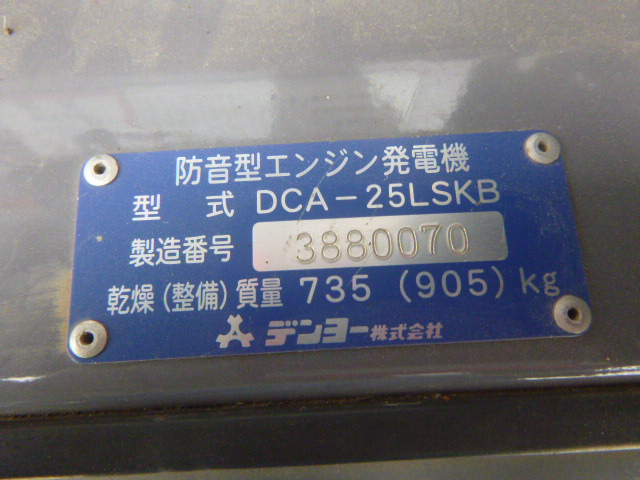 防音型エンジン発電機
型 式 DCA-25LSKB
製造番号 3880070
乾燥(整備)質量 735 (905) kg
デンヨー株式会社